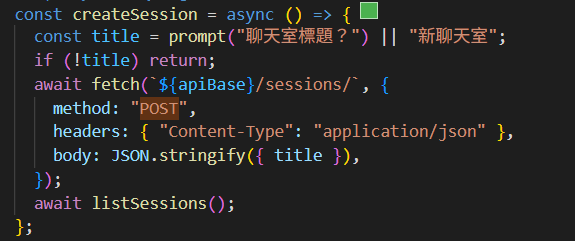 const createSession = async () => {
  const title = prompt("聊天室標題？") || "新聊天室";
  if (!title) return;
  await fetch(`${apiBase}/sessions/`, {
    method: "POST",
    headers: { "Content-Type": "application/json" },
    body: JSON.stringify({ title }),
  });
  await listSessions();
};